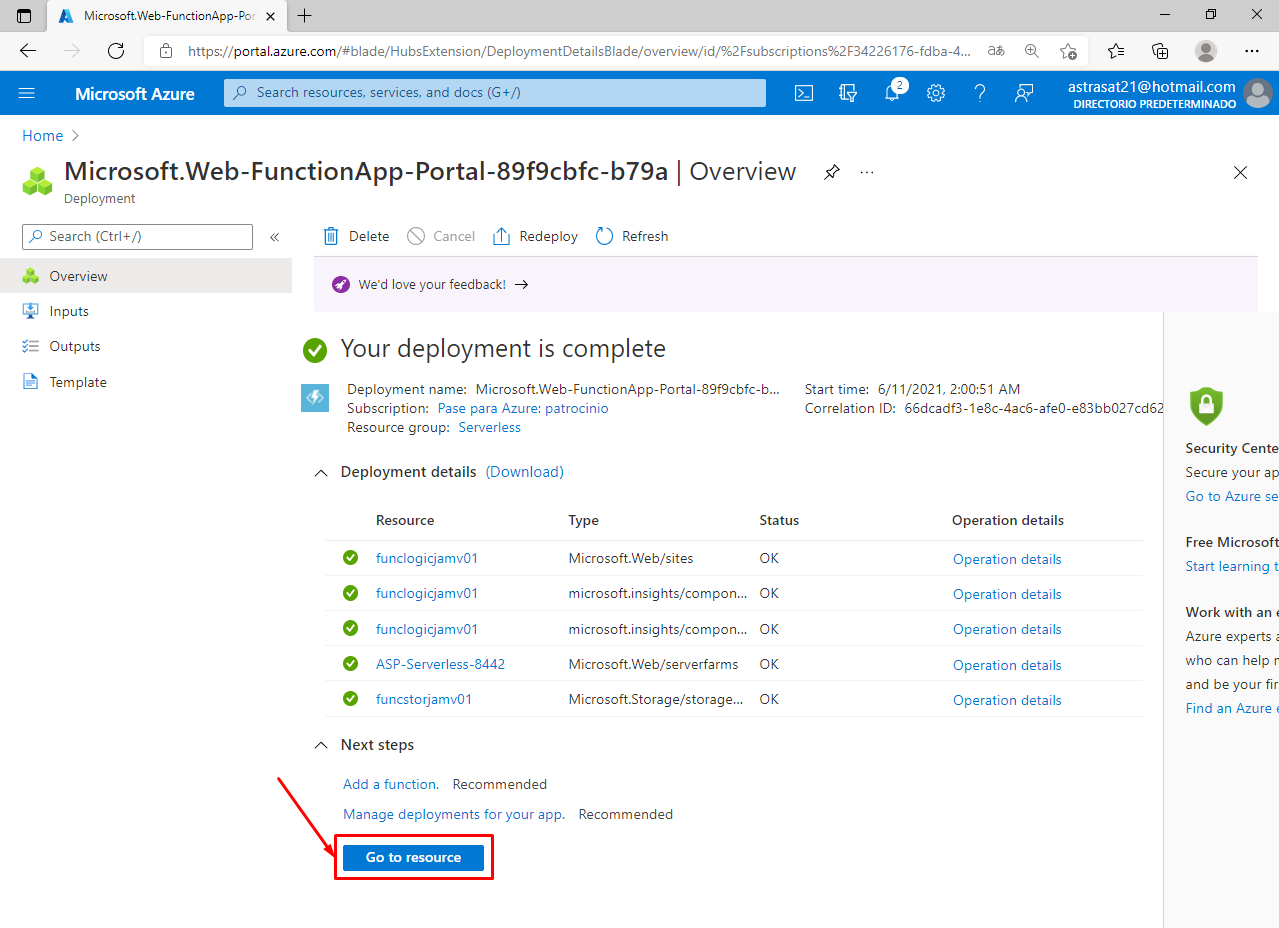 Microsoft.Web-FunctionApp-Por
https://portal.azure.com/#blade/HubsExtension/DeploymentDetailsBlade/overview/id/%2Fsubscriptions%2F34226176-fdba-4...
aあ
Microsoft Azure
Search resources, services, and docs (G+/)
2
astrasat21@hotmail.com
DIRECTORIO PREDETERMINADO
Home >
Microsoft.Web-FunctionApp-Portal-89f9cbfc-b79a | Overview
...
Deployment
Search (Ctrl+/)
«
Delete
Cancel
Redeploy
Refresh
Overview
Inputs
Outputs
Template
We'd love your feedback! →
Your deployment is complete
Deployment name: Microsoft.Web-FunctionApp-Portal-89f9cbfc-b...
Subscription: Pase para Azure: patrocinio
Resource group: Serverless
Start time: 6/11/2021, 2:00:51 AM
Correlation ID: 66dcadf3-1e8c-4ac6-afe0-e83bb027cd62
Deployment details (Download)
Resource Type Status Operation details
funclogicjamv01 Microsoft.Web/sites OK Operation details
funclogicjamv01 microsoft.insights/compon... OK Operation details
funclogicjamv01 microsoft.insights/compon... OK Operation details
ASP-Serverless-8442 Microsoft.Web/serverfarms OK Operation details
funcstorjamv01 Microsoft.Storage/storage... OK Operation details
Next steps
Add a function. Recommended
Manage deployments for your app. Recommended
Go to resource
Security Cente
Secure your ap
Go to Azure se
Free Microsoft
Start learning t
Work with an e
Azure experts a
who can help m
and be your fir
Find an Azure e